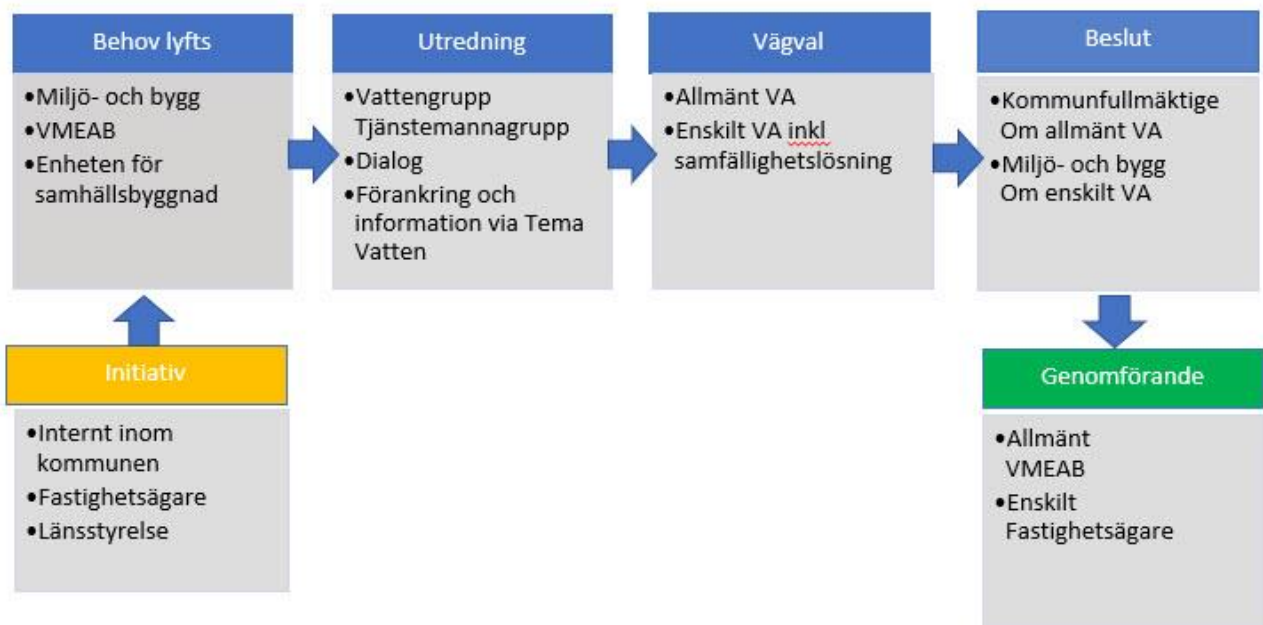 Behov lyfts
•Miljö- och bygg
•VMEAB
•Enheten för
samhällsbyggnad
Utredning
•Vattengrupp
Tjänstemannagrupp
•Dialog
•Förankring och
information via Tema
Vatten
Vägval
•Allmänt VA
•Enskilt VA inkl
samfällighetslösning
Beslut
•Kommunfullmäktige
Om allmänt VA
•Miljö- och bygg
Om enskilt VA
Initiativ
•Internt inom
kommunen
•Fastighetsägare
•Länsstyrelse
Genomförande
•Allmänt
VMEAB
•Enskilt
Fastighetsägare